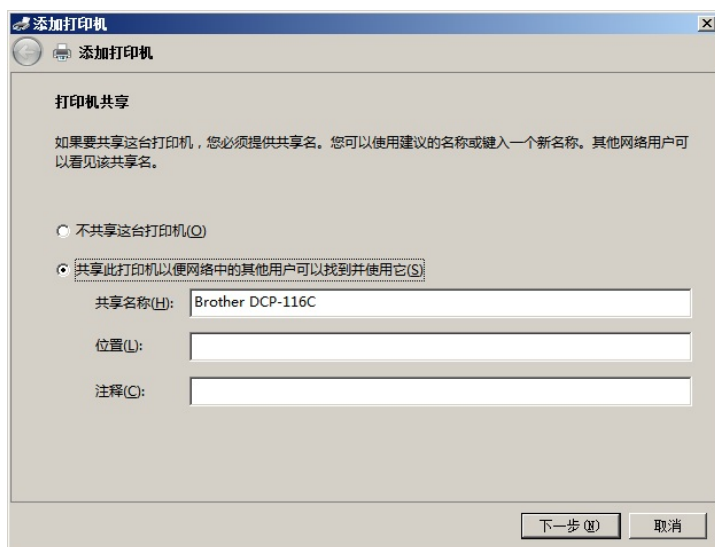 添加打印机
添加打印机
打印机共享
如果要共享这台打印机，您必须提供共享名。您可以使用建议的名称或键入一个新名称。其他网络用户可
以看见该共享名。
不共享这台打印机(O)
共享此打印机以便网络中的其他用户可以找到并使用它(S)
共享名称(H): Brother DCP-116C
位置(L):
注释(C):
下一步(N) 取消